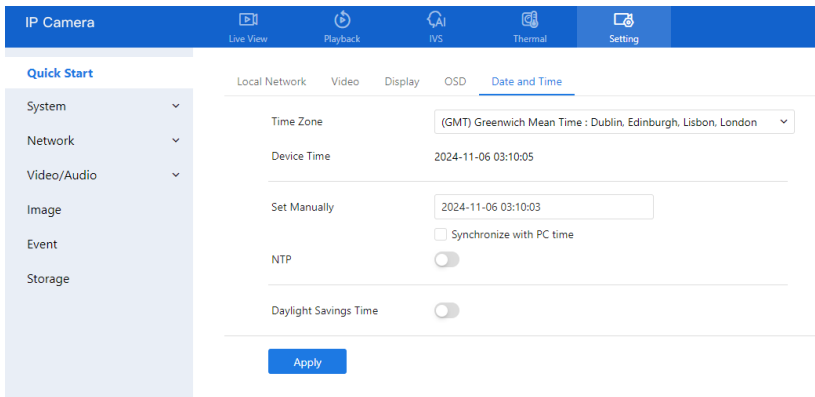 IP Camera
Live View Playback IVS Thermal Setting
AI
Quick Start
System
Network
Video/Audio
Image
Event
Storage
Local Network Video Display OSD Date and Time
Time Zone (GMT) Greenwich Mean Time : Dublin, Edinburgh, Lisbon, London
Device Time 2024-11-06 03:10:05
Set Manually 2024-11-06 03:10:03
Synchronize with PC time
NTP
Daylight Savings Time
Apply